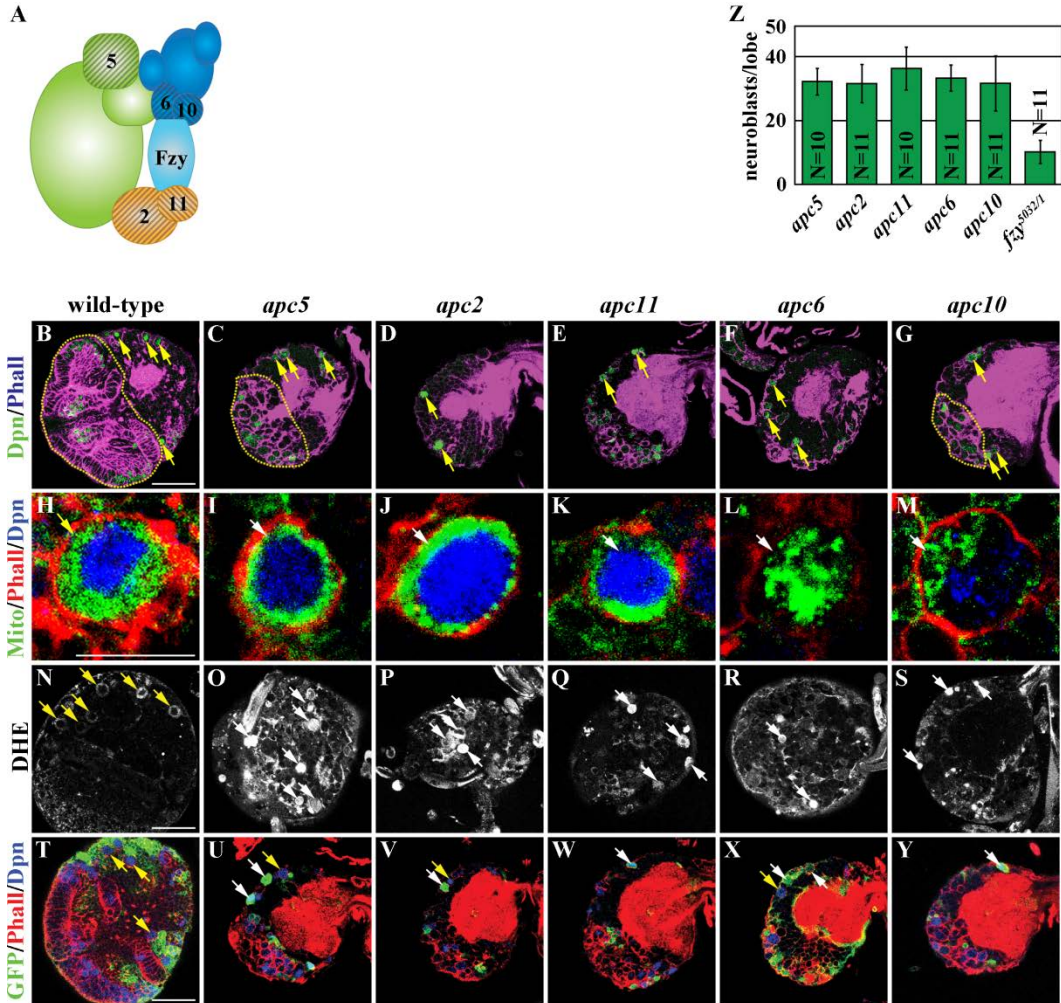 A
5
6
10
Fzy
2
11
Z
neuroblasts/lobe
50
40
20
0
N=10
N=11
N=10
N=11
N=11
N=11
apc5
apc2
apc11
apc6
apc10
fzy5032/1
wild-type apc5 apc2 apc11 apc6 apc10
Dpn/Phall
B C D E F G
Mito/Phall/Dpn
H I J K L M
DHE
N O P Q R S
GFP/Phall/Dpn
T U V W X Y